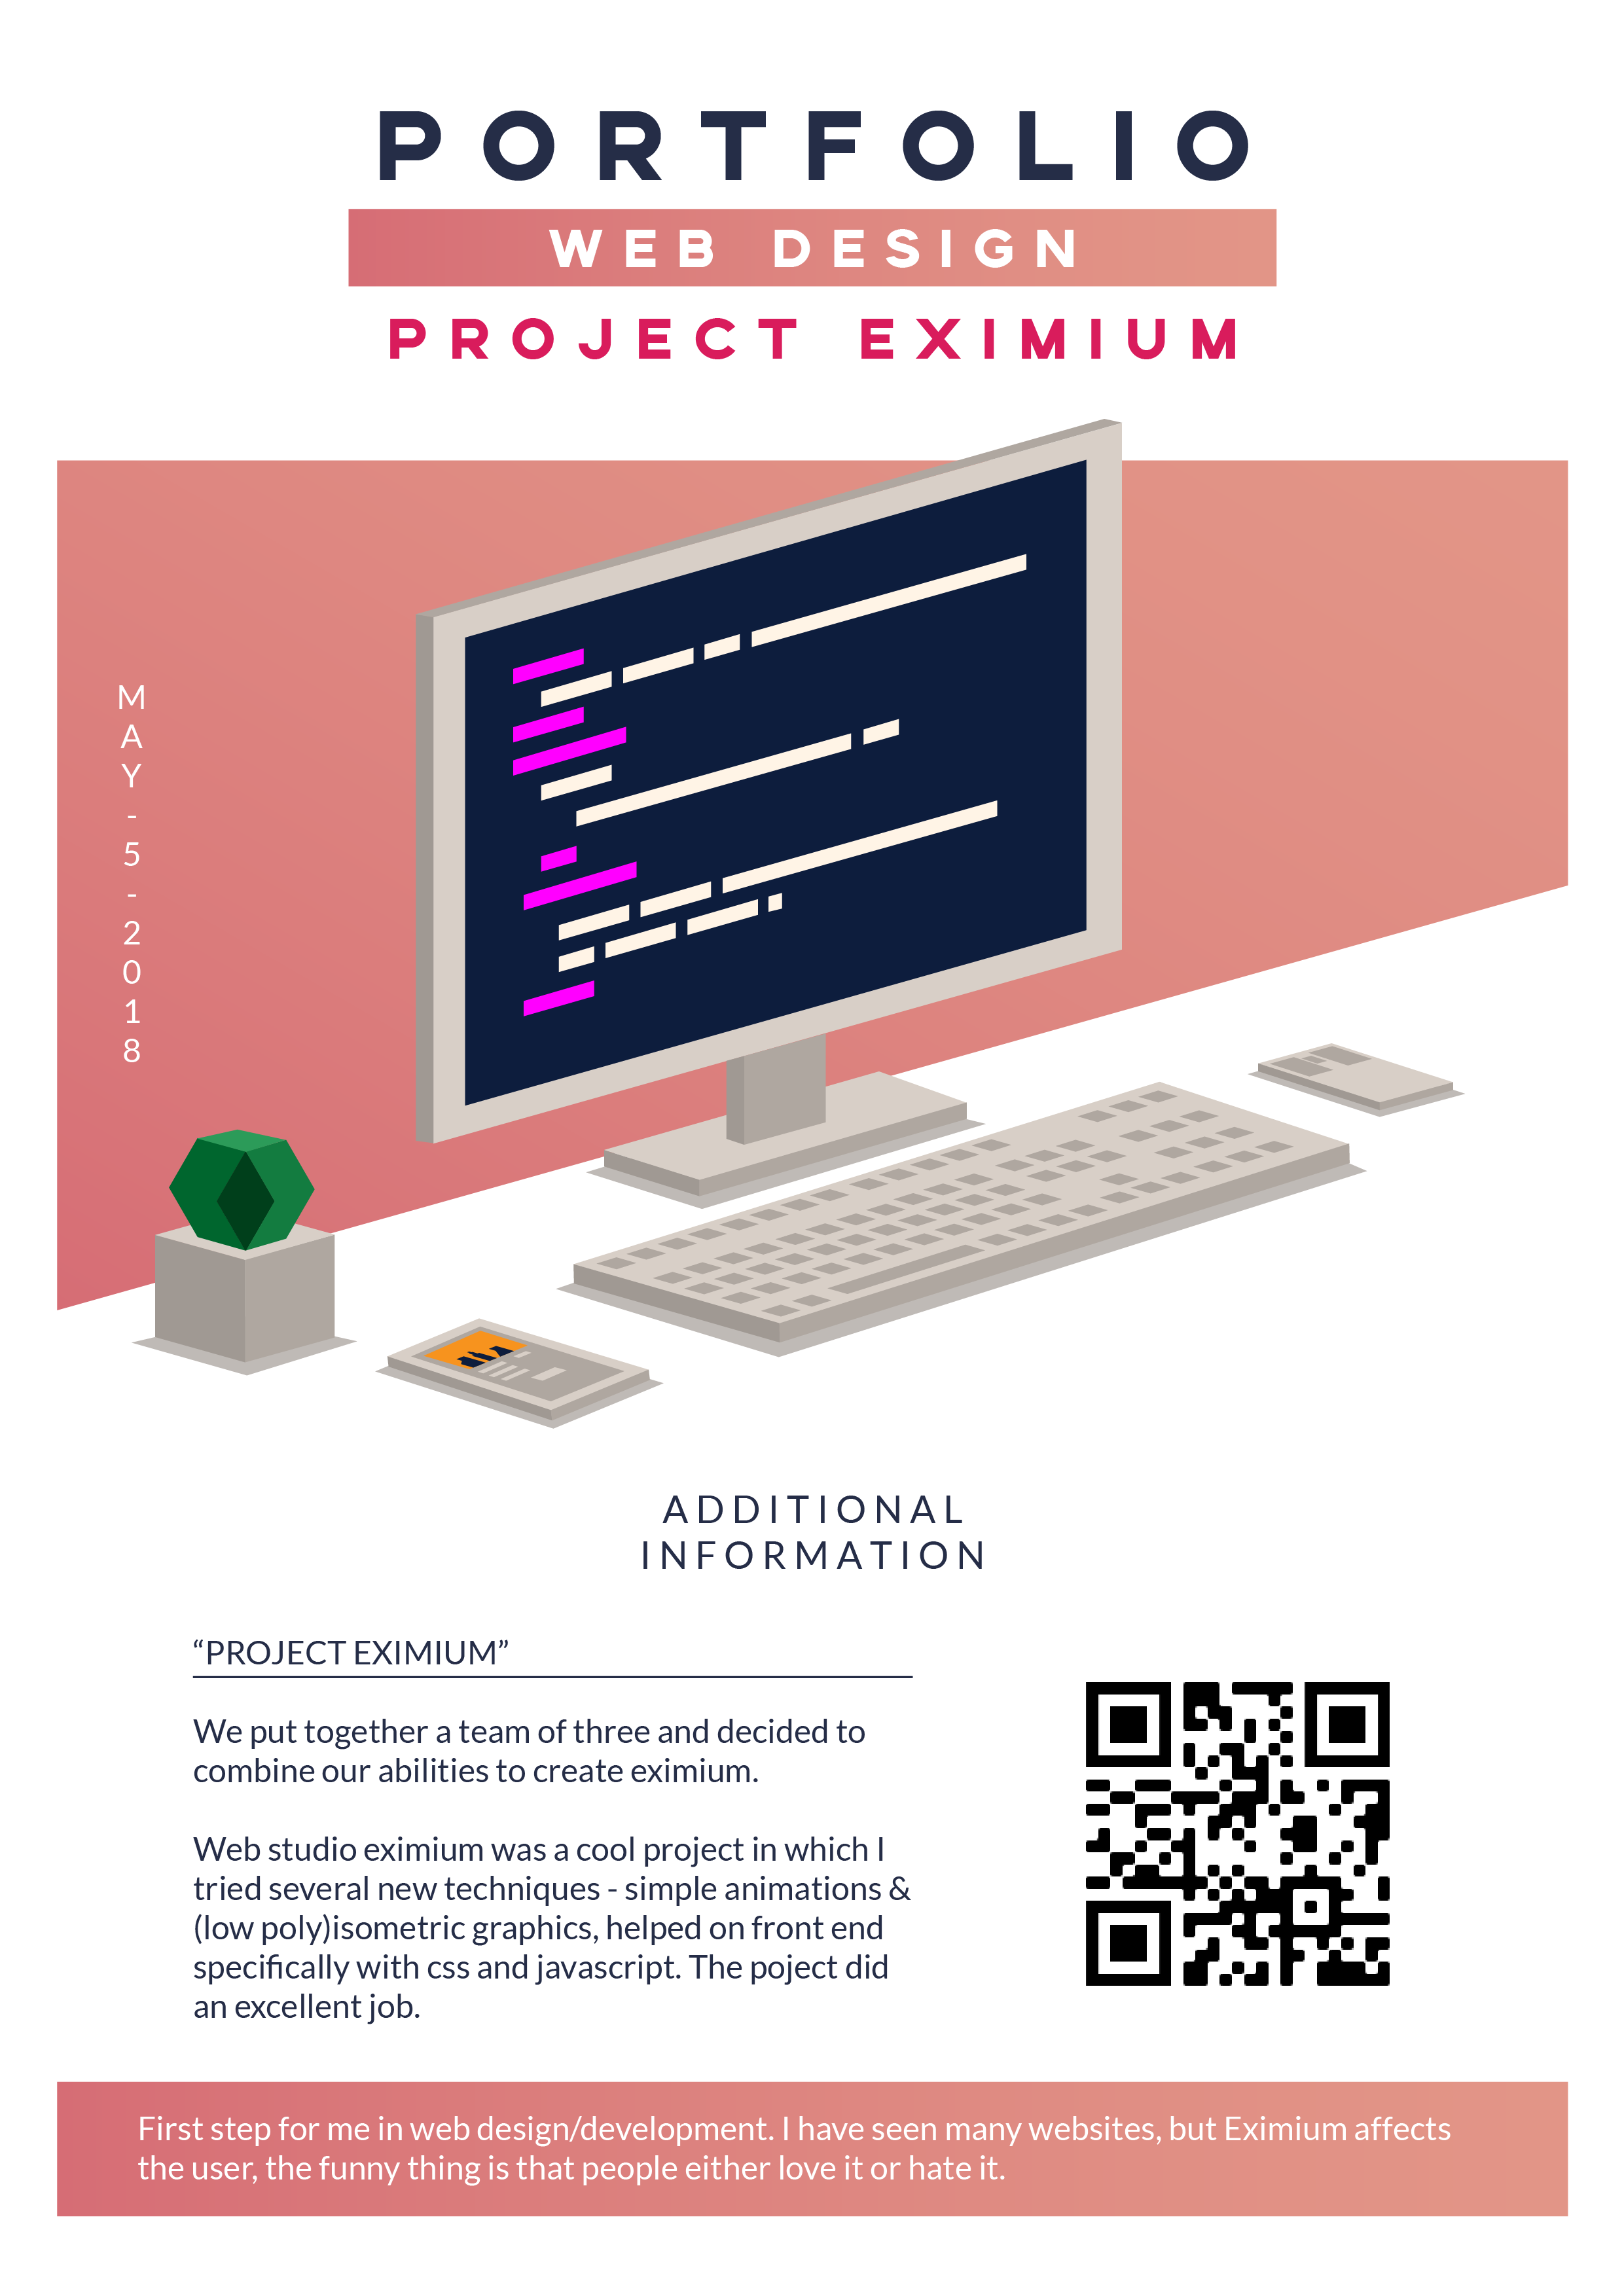 PORTFOLIO
WEB DESIGN
PROJECT EXIMIUM
MAY-5-2018
ADDITIONAL
INFORMATION
“PROJECT EXIMIUM”
We put together a team of three and decided to
combine our abilities to create eximium.
Web studio eximium was a cool project in which I
tried several new techniques - simple animations &
(low poly)isometric graphics, helped on front end
specifically with css and javascript. The poject did
an excellent job.
First step for me in web design/development. I have seen many websites, but Eximium affects
the user, the funny thing is that people either love it or hate it.